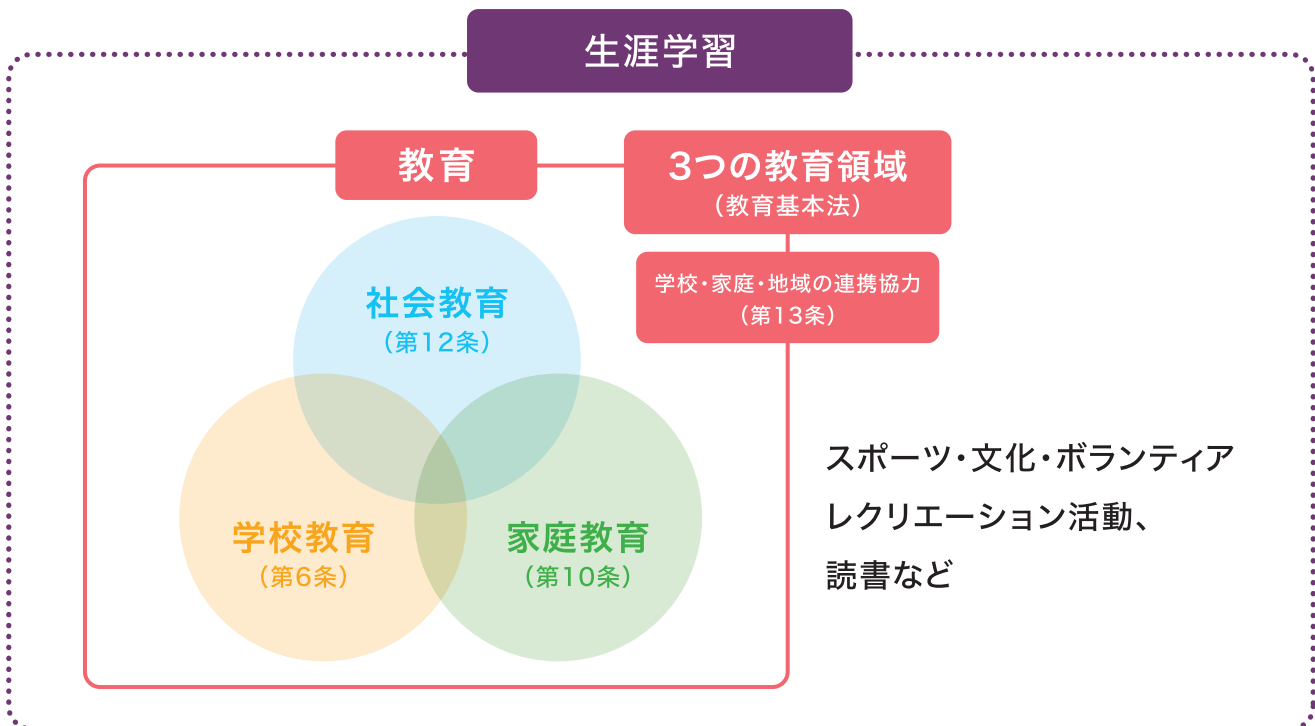 生涯学習
教育
3つの教育領域
（教育基本法）
学校・家庭・地域の連携協力
（第13条）
社会教育
（第12条）
学校教育
（第6条）
家庭教育
（第10条）
スポーツ・文化・ボランティア
レクリエーション活動、
読書など